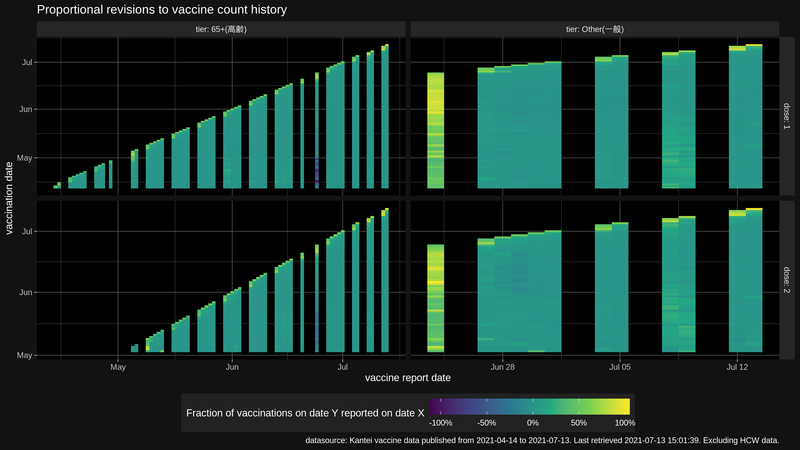 Proportional revisions to vaccine count history
tier: 65+(高齢)
tier: Other(一般)
Jul
Jun
May
dose: 1
vaccination date
Jul
Jun
May
dose: 2
May
Jun
Jul
Jun 28
Jul 05
Jul 12
vaccine report date
Fraction of vaccinations on date Y reported on date X
-100%
-50%
0%
50%
100%
datasource: Kantei vaccine data published from 2021-04-14 to 2021-07-13. Last retrieved 2021-07-13 15:01:39. Excluding HCW data.